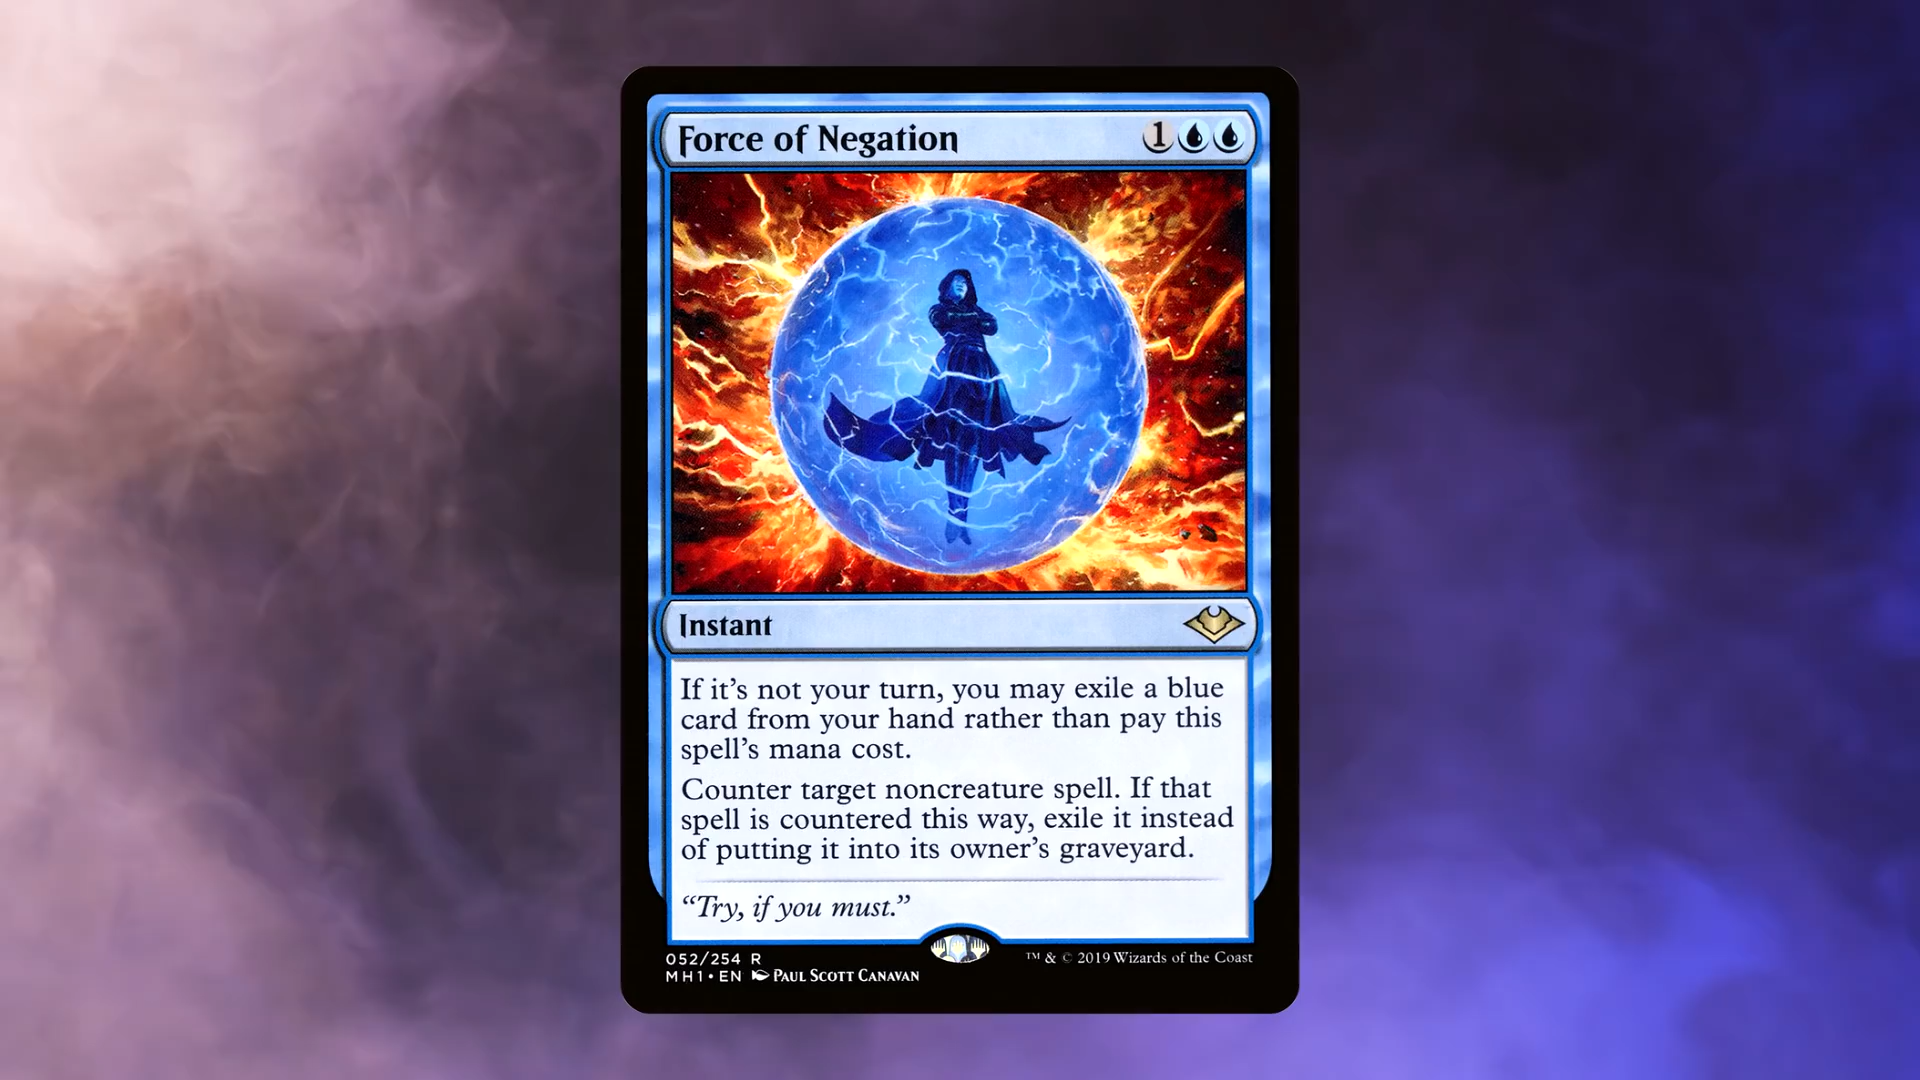 Force of Negation 1
Instant
If it's not your turn, you may exile a blue
card from your hand rather than pay this
spell's mana cost.
Counter target noncreature spell. If that
spell is countered this way, exile it instead
of putting it into its owner's graveyard.
“Try, if you must.”
052/254 R
MH1•EN PAUL SCOTT CANAVAN
™ & © 2019 Wizards of the Coast